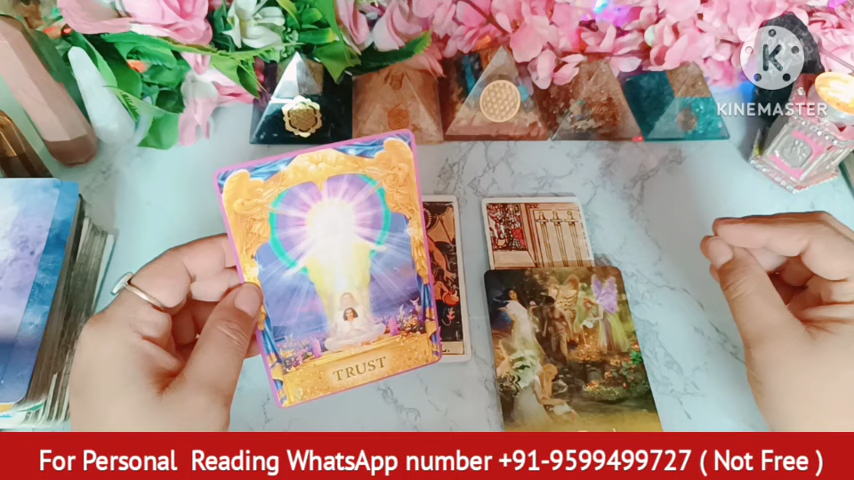 K
KINEMASTER
TRUST
For Personal  Reading WhatsApp number +91-9599499727 ( Not Free )